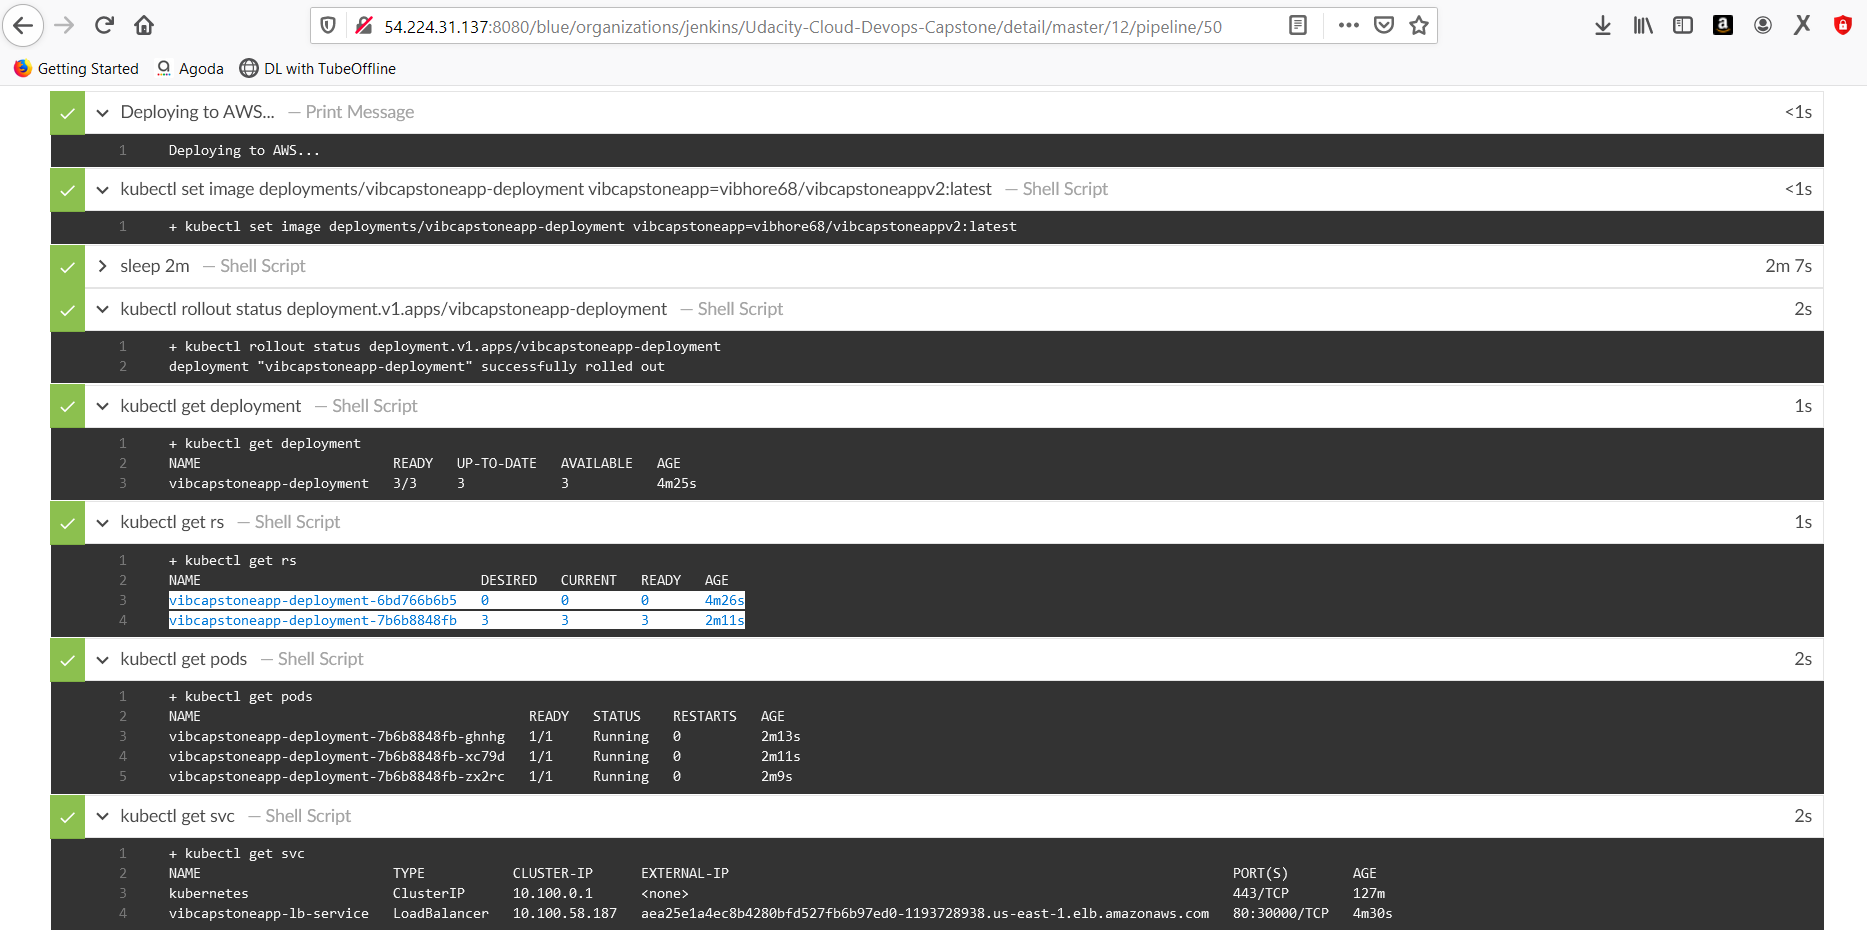 54.224.31.137:8080/blue/organizations/jenkins/Udacity-Cloud-Devops-Capstone/detail/master/12/pipeline/50
Getting Started Agoda DL with TubeOffline
Deploying to AWS... — Print Message <1s
1 Deploying to AWS...
kubectl set image deployments/vibcapstoneapp-deployment vibcapstoneapp=vibhore68/vibcapstoneappv2:latest — Shell Script <1s
1 + kubectl set image deployments/vibcapstoneapp-deployment vibcapstoneapp=vibhore68/vibcapstoneappv2:latest
sleep 2m — Shell Script 2m 7s
kubectl rollout status deployment.v1.apps/vibcapstoneapp-deployment — Shell Script 2s
1 + kubectl rollout status deployment.v1.apps/vibcapstoneapp-deployment
2 deployment "vibcapstoneapp-deployment" successfully rolled out
kubectl get deployment — Shell Script 1s
1 + kubectl get deployment
2 NAME READY UP-TO-DATE AVAILABLE AGE
3 vibcapstoneapp-deployment 3/3 3 3 4m25s
kubectl get rs — Shell Script 1s
1 + kubectl get rs
2 NAME DESIRED CURRENT READY AGE
3 vibcapstoneapp-deployment-6bd766b6b5 0 0 0 4m26s
4 vibcapstoneapp-deployment-7b6b8848fb 3 3 3 2m11s
kubectl get pods — Shell Script 2s
1 + kubectl get pods
2 NAME READY STATUS RESTARTS AGE
3 vibcapstoneapp-deployment-7b6b8848fb-ghnhg 1/1 Running 0 2m13s
4 vibcapstoneapp-deployment-7b6b8848fb-xc79d 1/1 Running 0 2m11s
5 vibcapstoneapp-deployment-7b6b8848fb-zx2rc 1/1 Running 0 2m9s
kubectl get svc — Shell Script 2s
1 + kubectl get svc
2 NAME TYPE CLUSTER-IP EXTERNAL-IP PORT(S) AGE
3 kubernetes ClusterIP 10.100.0.1 <none> 443/TCP 127m
4 vibcapstoneapp-lb-service LoadBalancer 10.100.58.187 aea25e1a4ec8b4280bfd527fb6b97ed0-1193728938.us-east-1.elb.amazonaws.com 80:30000/TCP 4m30s